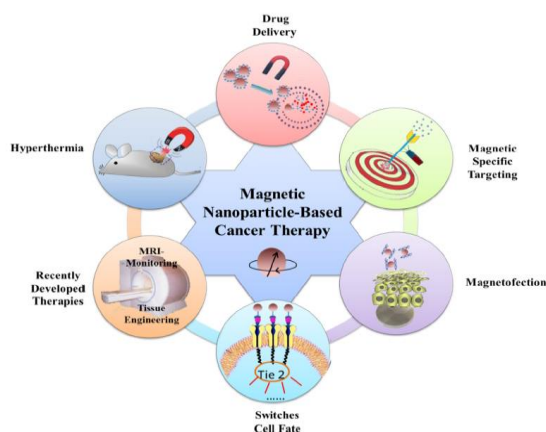 Drug
Delivery
Hyperthermia
Magnetic
Specific
Targeting
Magnetic
Nanoparticle-Based
Cancer Therapy
Recently
Developed
Therapies
MRI-
Monitoring
Tissue
Engineering
Magnetofection
Tie 2
......
Switches
Cell Fate